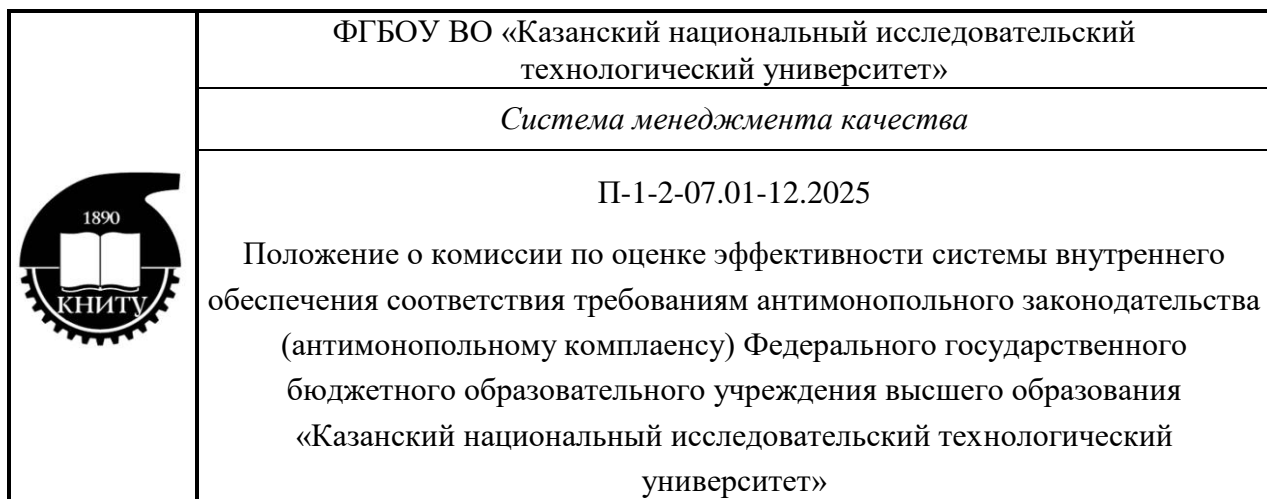 ФГБОУ ВО «Казанский национальный исследовательский
технологический университет»
Система менеджмента качества
1890
КНИТУ
П-1-2-07.01-12.2025
Положение о комиссии по оценке эффективности системы внутреннего
обеспечения соответствия требованиям антимонопольного законодательства
(антимонопольному комплаенсу) Федерального государственного
бюджетного образовательного учреждения высшего образования
«Казанский национальный исследовательский технологический
университет»